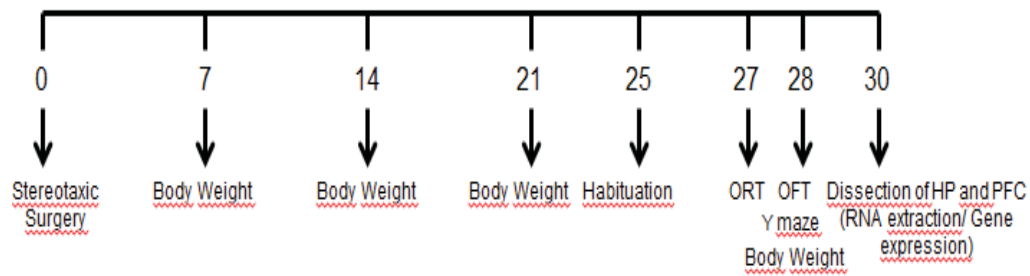 0 7 14 21 25 27 28 30
Stereotaxic Body Weight Body Weight Body Weight Habituation ORT OFT Dissection of HP and PFC
Surgery Y maze (RNA extraction/ Gene
Body Weight expression)